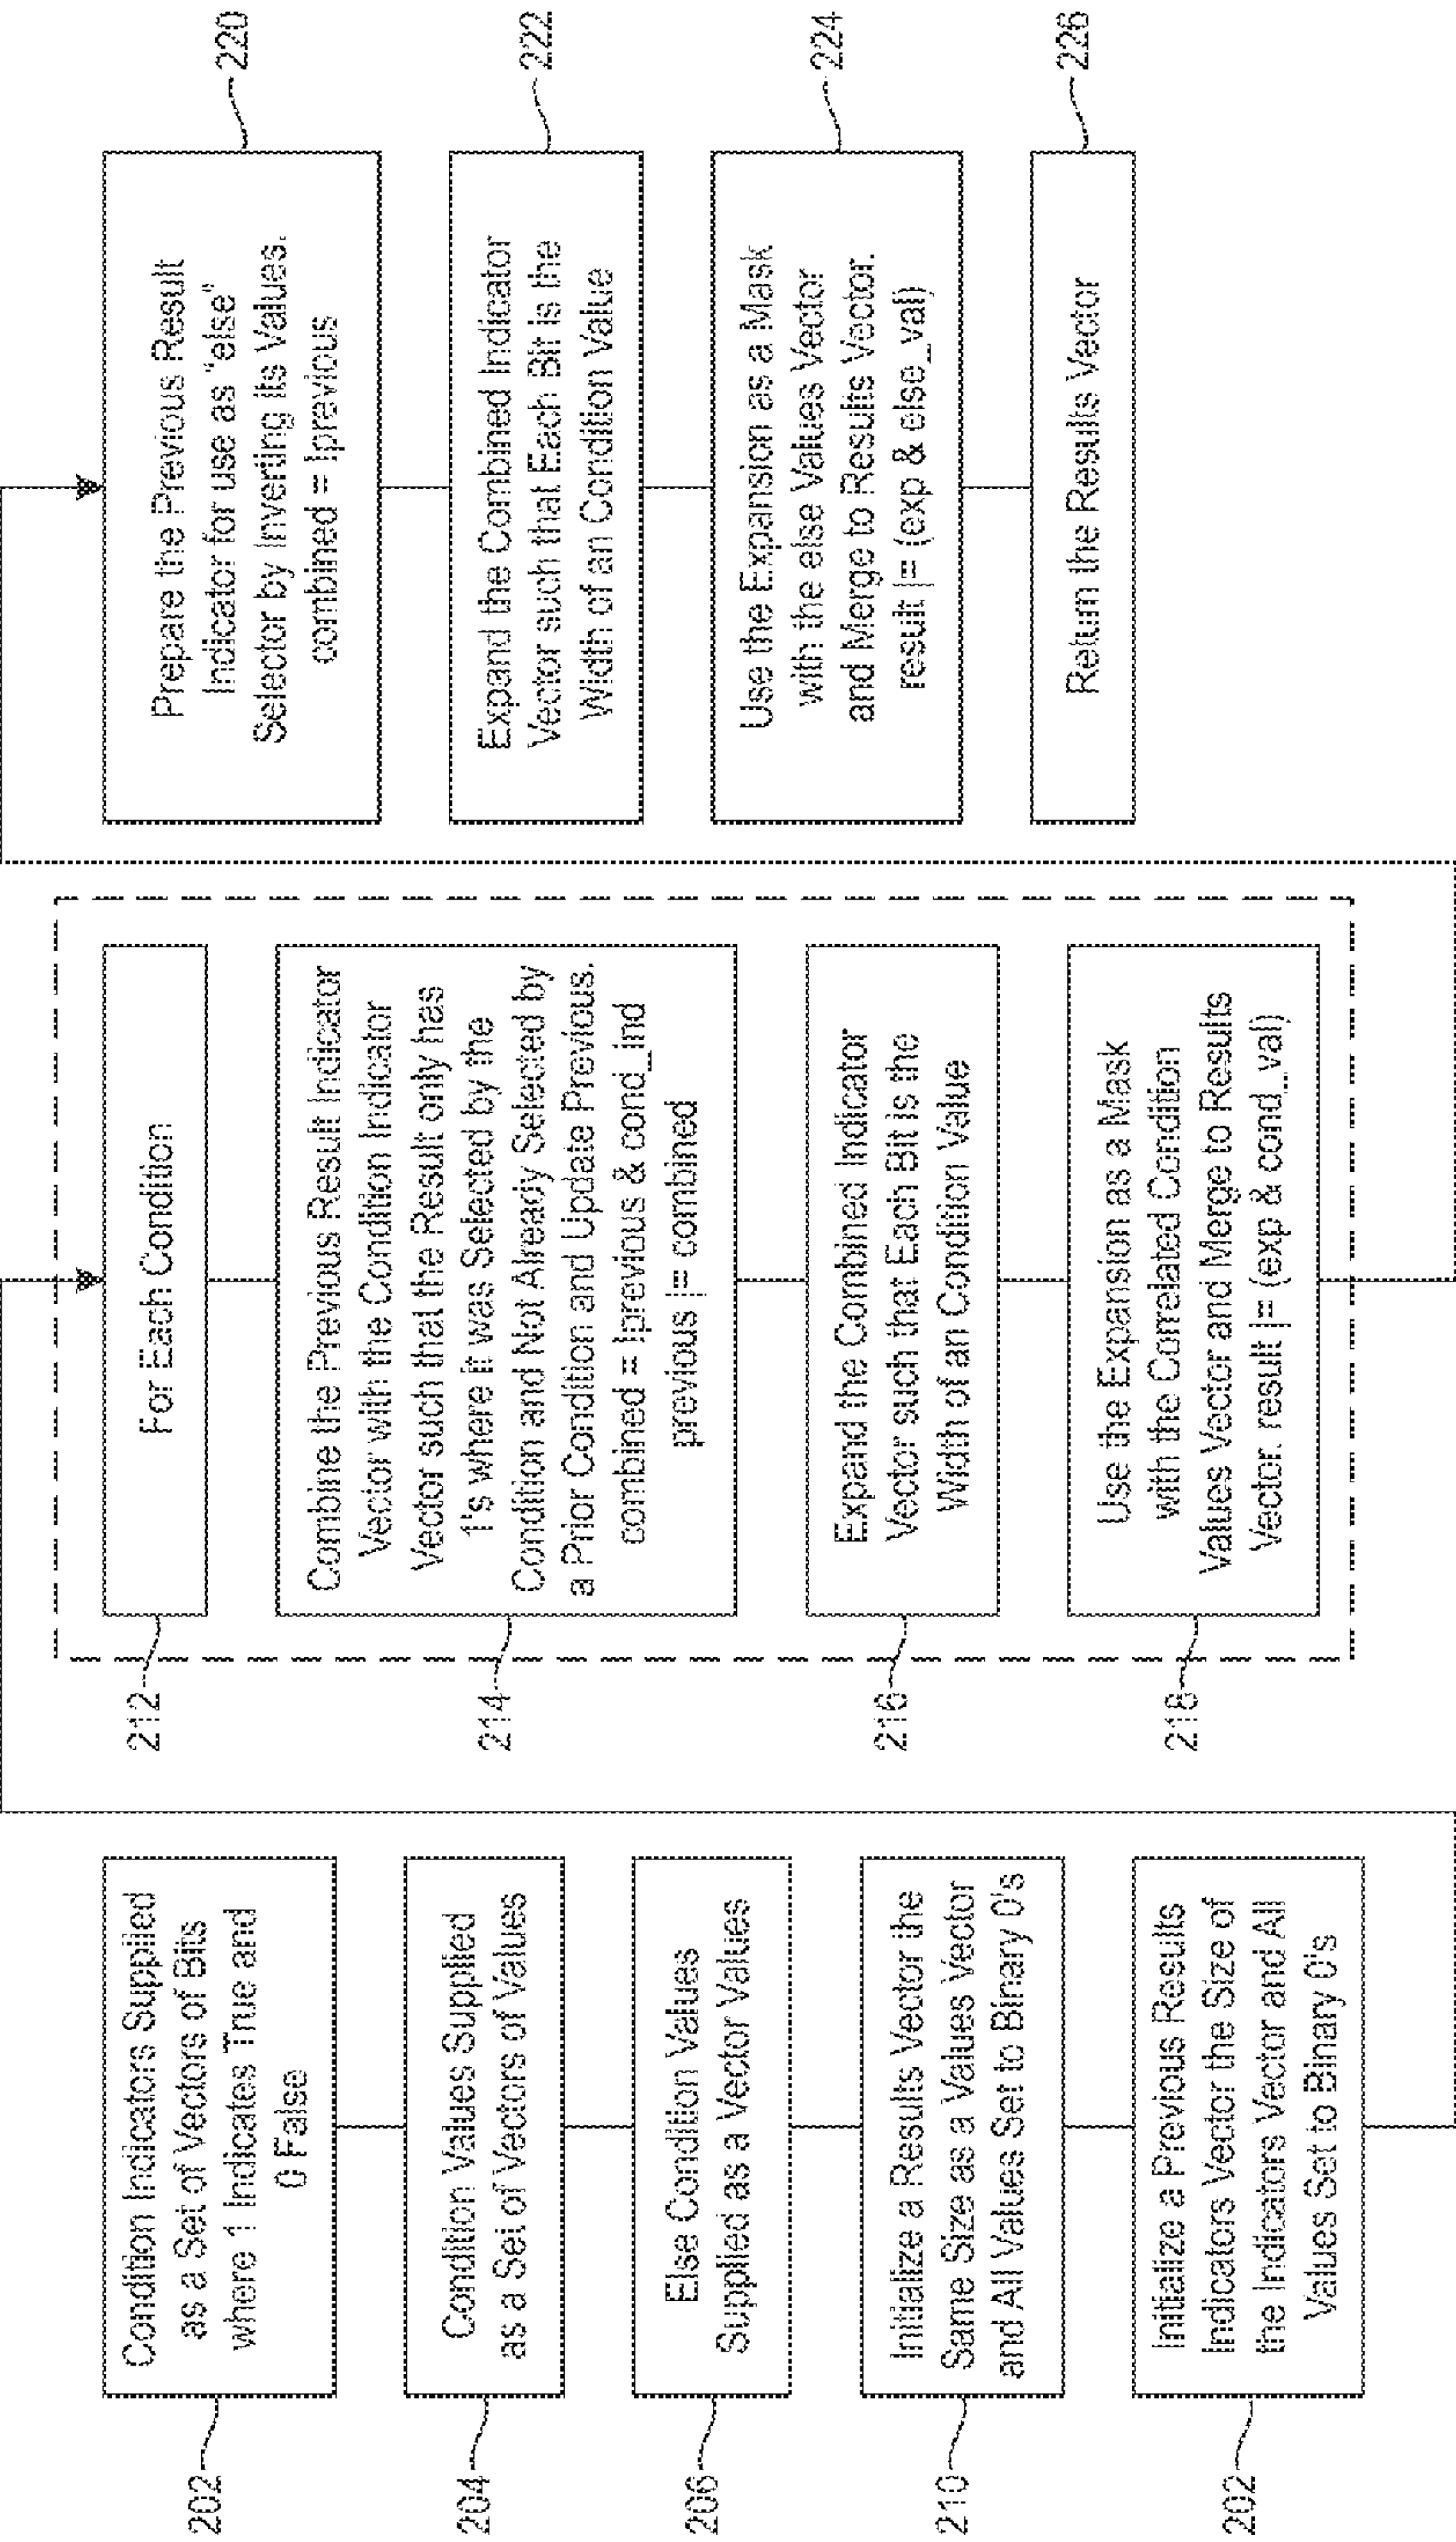 202
Condition Indicators Supplied
as a Set of Vectors of Bits
where 1 Indicates True and
0 False
204
Condition Values Supplied
as a Set of Vectors of Values
206
Else Condition Values
Supplied as a Vector Values
210
Initialize a Results Vector the
Same Size as a Values Vector
and All Values Set to Binary 0's
202
Initialize a Previous Results
Indicators Vector the Size of
the Indicators Vector and All
Values Set to Binary 0's
212
For Each Condition
214
Combine the Previous Result Indicator
Vector with the Condition Indicator
Vector such that the Result only has
1's where it was Selected by the
Condition and Not Already Selected by
a Prior Condition and Update Previous.
combined = !previous & cond_ind
previous |= combined
216
Expand the Combined Indicator
Vector such that Each Bit is the
Width of an Condition Value
218
Use the Expansion as a Mask
with the Correlated Condition
Values Vector and Merge to Results
Vector. result |= (exp & cond_val)
220
Prepare the Previous Result
Indicator for use as "else"
Selector by Inverting its Values.
combined = !previous
222
Expand the Combined Indicator
Vector such that Each Bit is the
Width of an Condition Value
224
Use the Expansion as a Mask
with the else Values Vector
and Merge to Results Vector.
result |= (exp & else_val)
226
Return the Results Vector